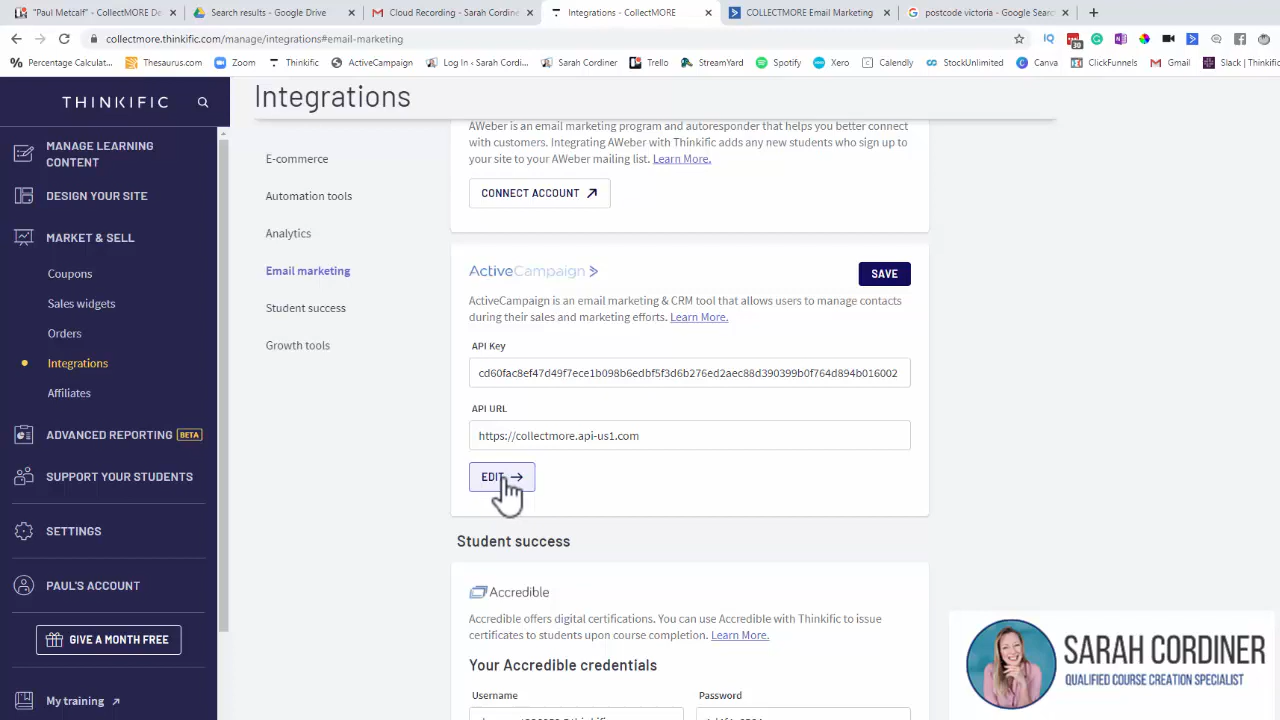 "Paul Metcalf" - CollectMORE De
Search results - Google Drive
Cloud Recording - Sarah Cordiner
Integrations - CollectMORE
COLLECTMORE Email Marketing
postcode victoria - Google Searc
collectmore.thinkific.com/manage/integrations#email-marketing
30
Percentage Calculat...
Thesaurus.com
Zoom
Thinkific
ActiveCampaign
Log In ‹ Sarah Cordi...
Sarah Cordiner
Trello
StreamYard
Spotify
Xero
Calendly
StockUnlimited
Canva
ClickFunnels
Gmail
Slack | Thinkific
THINKIFIC
MANAGE LEARNING
CONTENT
DESIGN YOUR SITE
MARKET & SELL
Coupons
Sales widgets
Orders
Integrations
Affiliates
ADVANCED REPORTING BETA
SUPPORT YOUR STUDENTS
SETTINGS
PAUL'S ACCOUNT
GIVE A MONTH FREE
My training
Integrations
E-commerce
Automation tools
Analytics
Email marketing
Student success
Growth tools
AWeber is an email marketing program and autoresponder that helps you better connect
with customers. Integrating AWeber with Thinkific adds any new students who sign up to
your site to your AWeber mailing list. Learn More.
CONNECT ACCOUNT
ActiveCampaign >
SAVE
ActiveCampaign is an email marketing & CRM tool that allows users to manage contacts
during their sales and marketing efforts. Learn More.
API Key
cd60fac8ef47d49f7ece1b098b6edbf5f3d6b276ed2aec88d390399b0f764d894b016002
API URL
https://collectmore.api-us1.com
EDIT
Student success
Accredible
Accredible offers digital certifications. You can use Accredible with Thinkific to issue
certificates to students upon course completion. Learn More.
Your Accredible credentials
Username
Password
SARAH CORDINER
QUALIFIED COURSE CREATION SPECIALIST